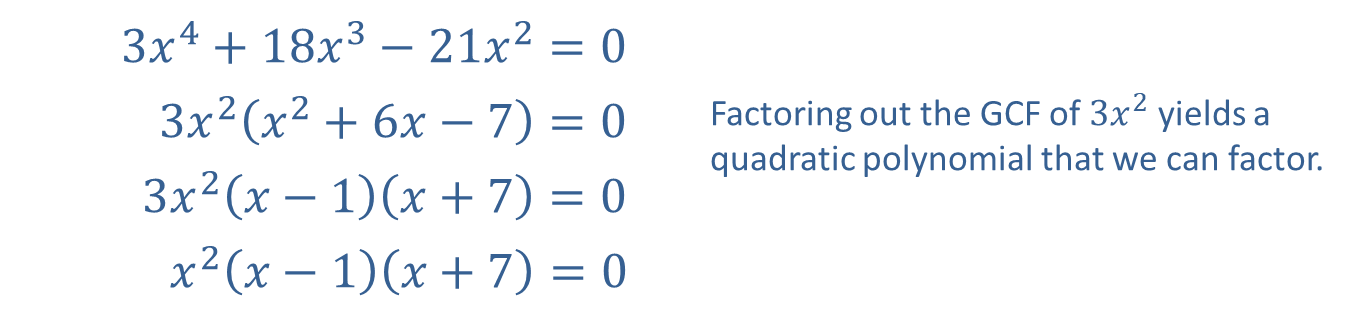 3x⁴ + 18x³ − 21x² = 0
3x²(x² + 6x − 7) = 0
3x²(x − 1)(x + 7) = 0
x²(x − 1)(x + 7) = 0
Factoring out the GCF of 3x² yields a
quadratic polynomial that we can factor.